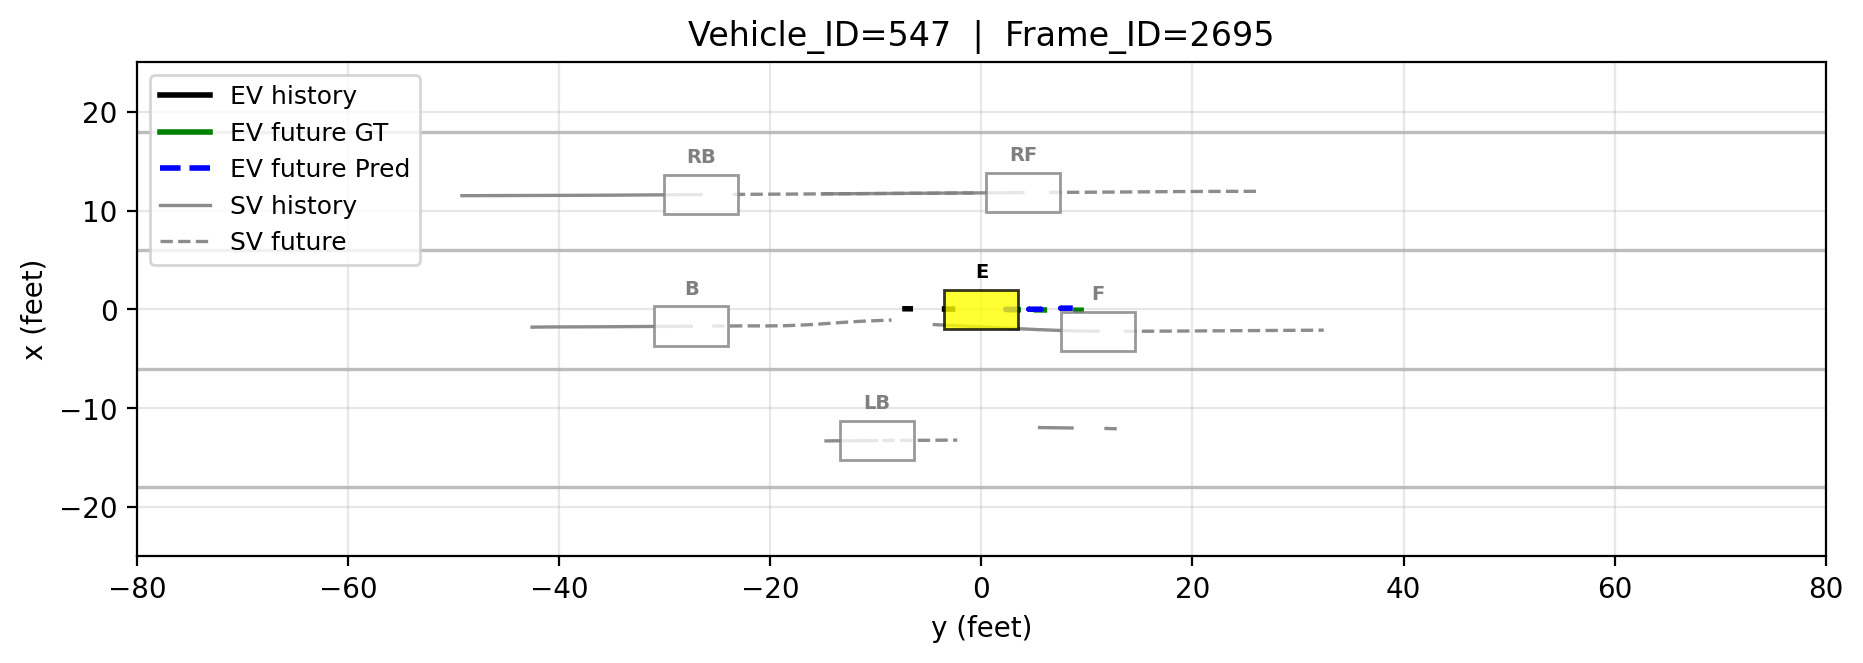 Vehicle_ID=547 | Frame_ID=2695
EV history
EV future GT
EV future Pred
SV history
SV future
RB
RF
E
B
F
LB
20
10
0
−10
−20
x (feet)
−80
−60
−40
−20
0
20
40
60
80
y (feet)